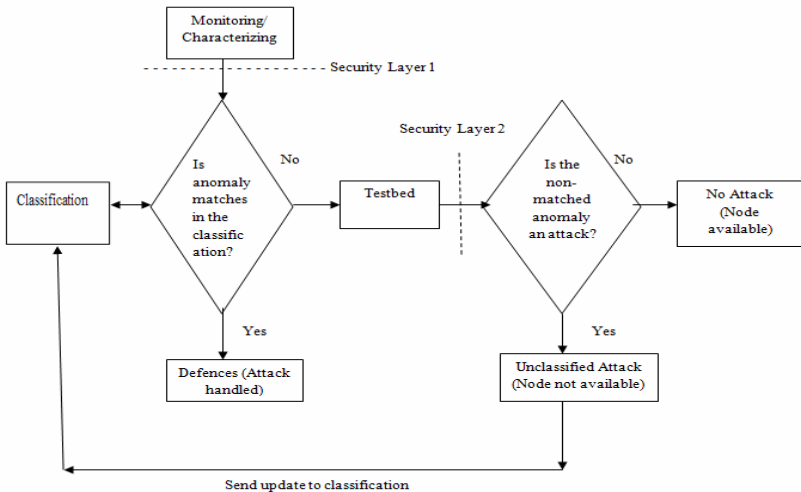 Monitoring/
Characterizing
Security Layer 1
Security Layer 2
Is
anomaly
matches
in the
classific
ation?
No
Is the
non-
matched
anomaly
an attack?
No
Classification
Testbed
No Attack
(Node
available)
Yes
Yes
Defences (Attack
handled)
Unclassified Attack
(Node not available)
Send update to classification